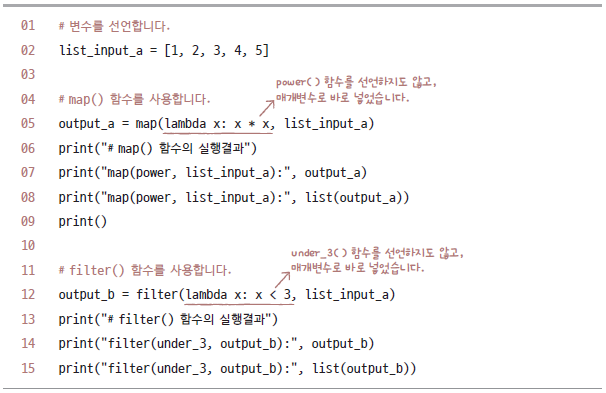 01 # 변수를 선언합니다.
02 list_input_a = [1, 2, 3, 4, 5]
03
power( ) 함수를 선언하지도 않고,
04 # map() 함수를 사용합니다.
매개변수로 바로 넣었습니다.
05 output_a = map(lambda x: x * x, list_input_a)
06 print("# map() 함수의 실행결과")
07 print("map(power, list_input_a):", output_a)
08 print("map(power, list_input_a):", list(output_a))
09 print()
10
under_3( ) 함수를 선언하지도 않고,
11 # filter() 함수를 사용합니다.
매개변수로 바로 넣었습니다.
12 output_b = filter(lambda x: x < 3, list_input_a)
13 print("# filter() 함수의 실행결과")
14 print("filter(under_3, output_b):", output_b)
15 print("filter(under_3, output_b):", list(output_b))